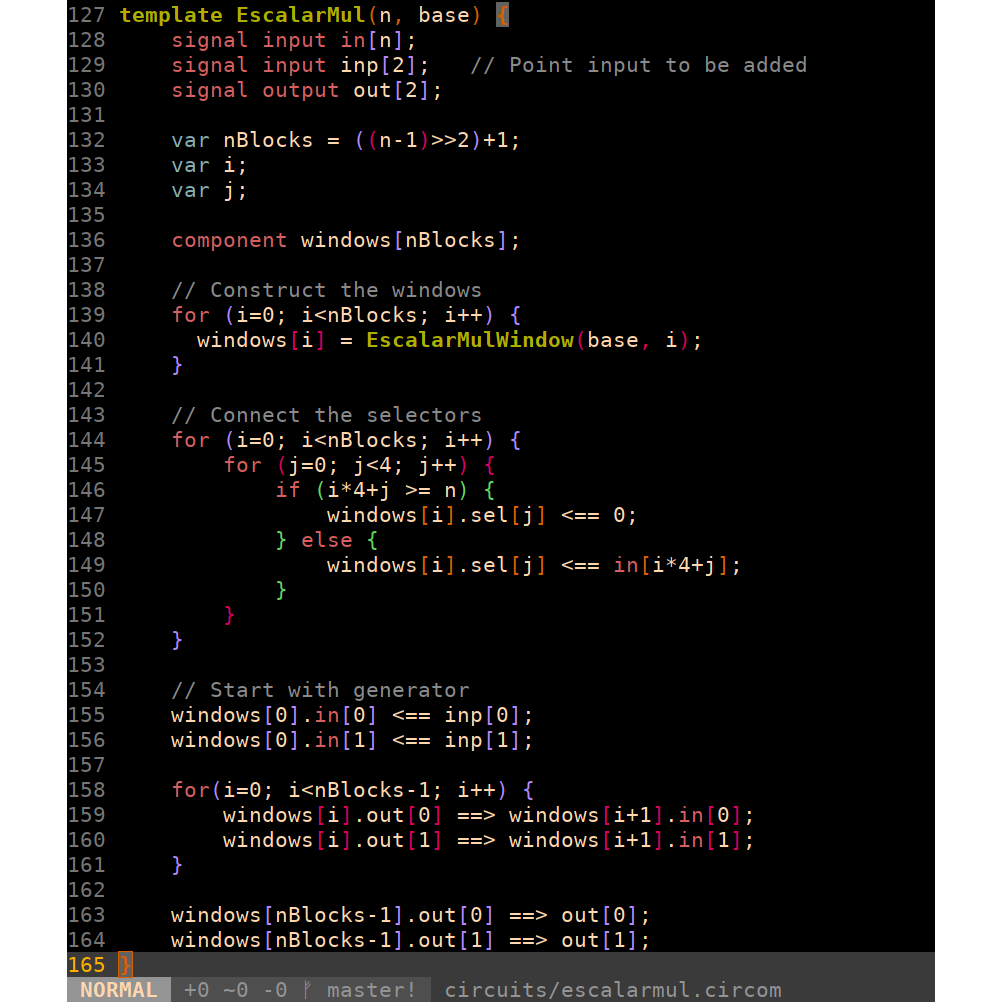 127 template EscalarMul(n, base) {
128     signal input in[n];
129     signal input inp[2];   // Point input to be added
130     signal output out[2];
131
132     var nBlocks = ((n-1)>>2)+1;
133     var i;
134     var j;
135
136     component windows[nBlocks];
137
138     // Construct the windows
139     for (i=0; i<nBlocks; i++) {
140       windows[i] = EscalarMulWindow(base, i);
141     }
142
143     // Connect the selectors
144     for (i=0; i<nBlocks; i++) {
145         for (j=0; j<4; j++) {
146             if (i*4+j >= n) {
147                 windows[i].sel[j] <== 0;
148             } else {
149                 windows[i].sel[j] <== in[i*4+j];
150             }
151         }
152     }
153
154     // Start with generator
155     windows[0].in[0] <== inp[0];
156     windows[0].in[1] <== inp[1];
157
158     for(i=0; i<nBlocks-1; i++) {
159         windows[i].out[0] ==> windows[i+1].in[0];
160         windows[i].out[1] ==> windows[i+1].in[1];
161     }
162
163     windows[nBlocks-1].out[0] ==> out[0];
164     windows[nBlocks-1].out[1] ==> out[1];
165 }
NORMAL  +0 ~0 -0 ᚠ master!  circuits/escalarmul.circom